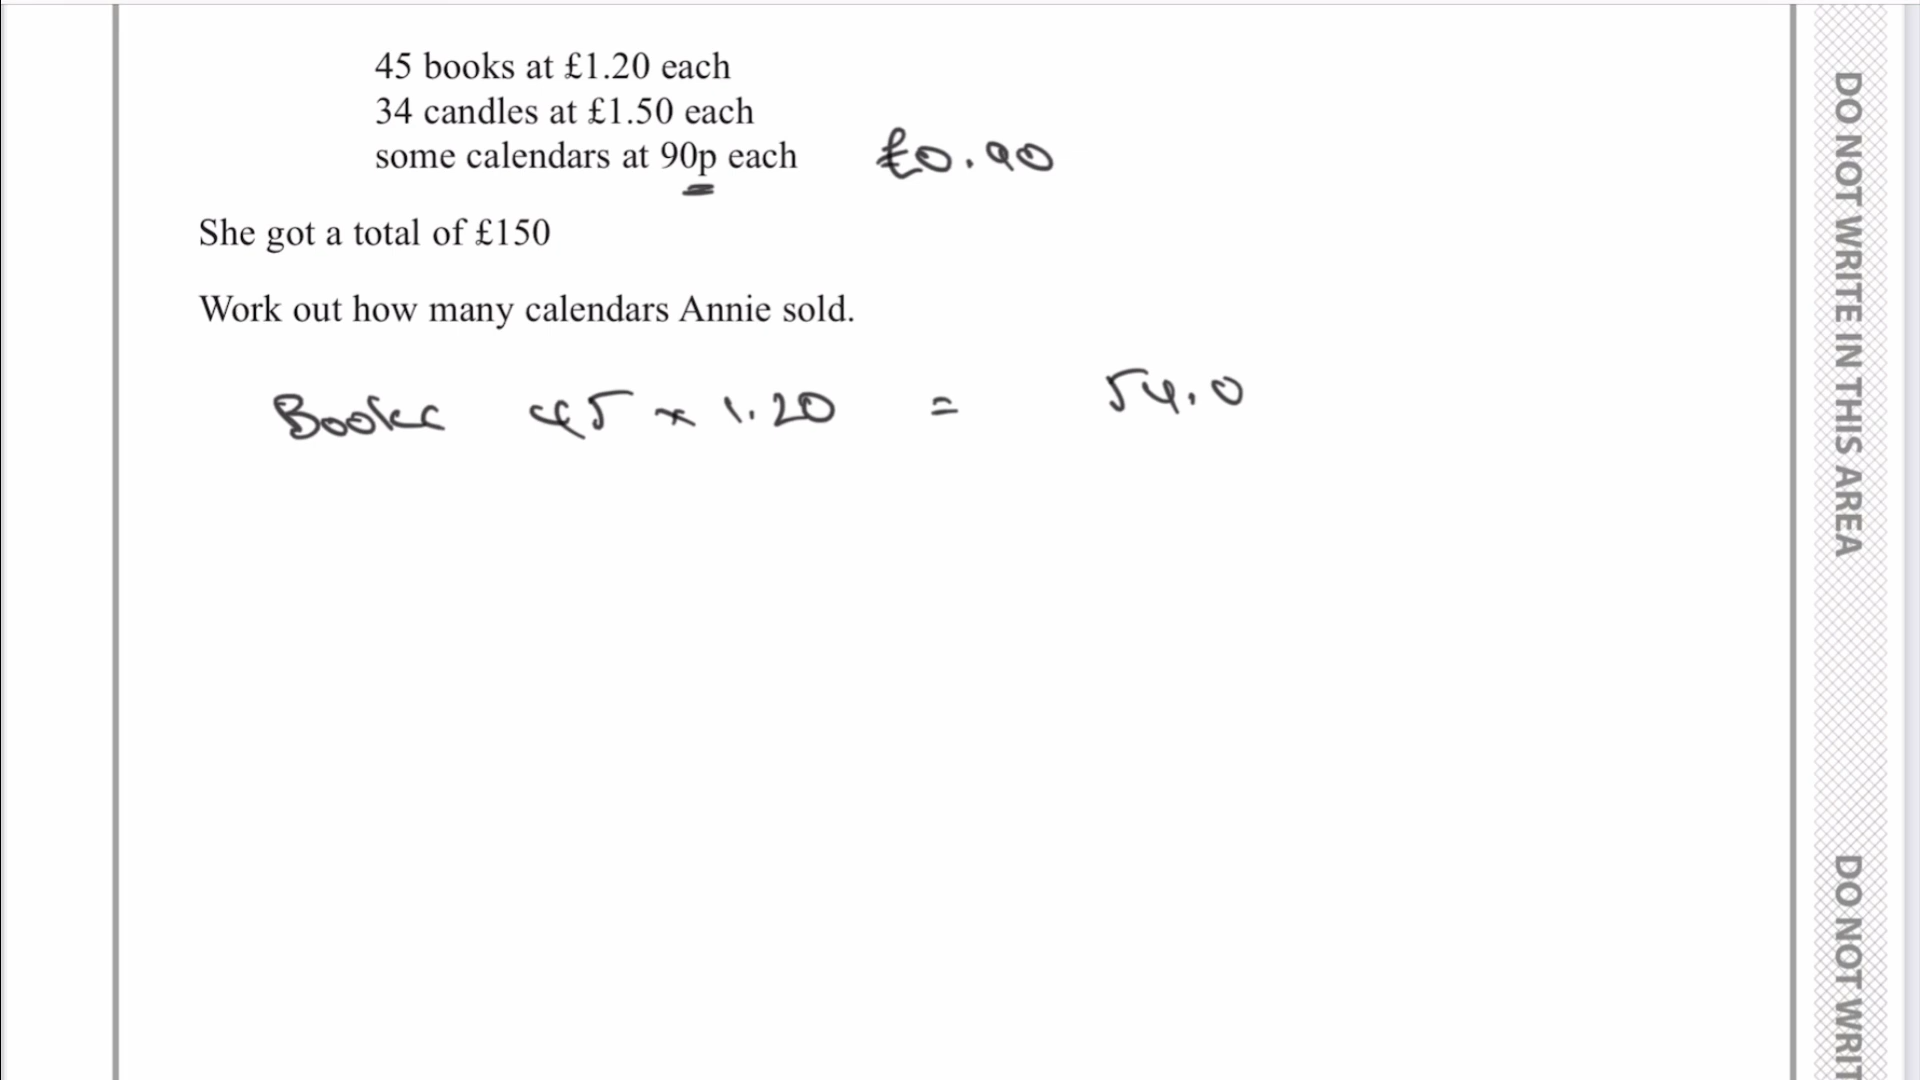 45 books at £1.20 each
34 candles at £1.50 each
some calendars at 90p each £0.90
She got a total of £150
Work out how many calendars Annie sold.
Books 45 × 1.20 = 54.0
DO NOT WRITE IN THIS AREA
DO NOT WRIT